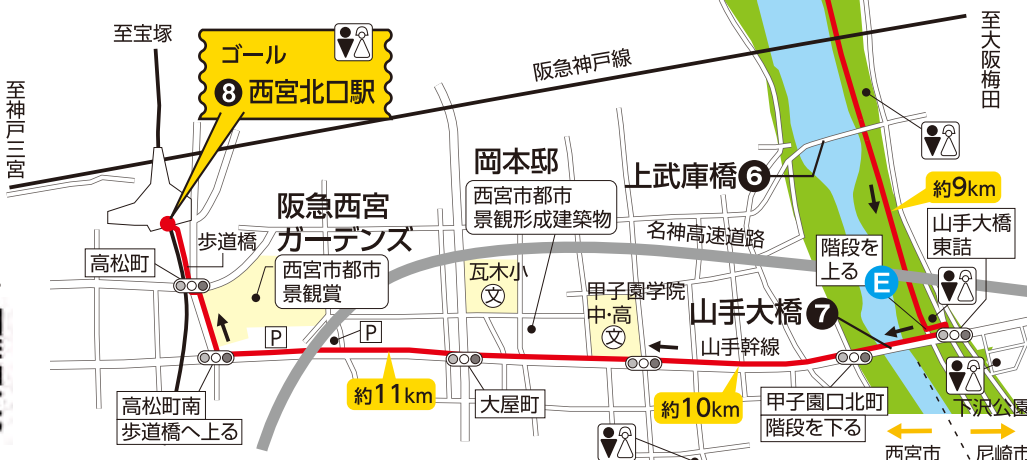 至宝塚
ゴール
❽ 西宮北口駅
至大阪梅田
阪急神戸線
至神戸三宮
岡本邸
西宮市都市
景観形成建築物
上武庫橋❻
約9km
阪急西宮
ガーデンズ
西宮市都市
景観賞
歩道橋
高松町
名神高速道路
階段を
上る
山手大橋
東詰
E
瓦木小
文
甲子園学院
中・高
文
山手大橋❼
山手幹線
P
P
約11km
約10km
大屋町
高松町南
歩道橋へ上る
甲子園口北町
階段を下る
下沢公園
西宮市
尼崎市